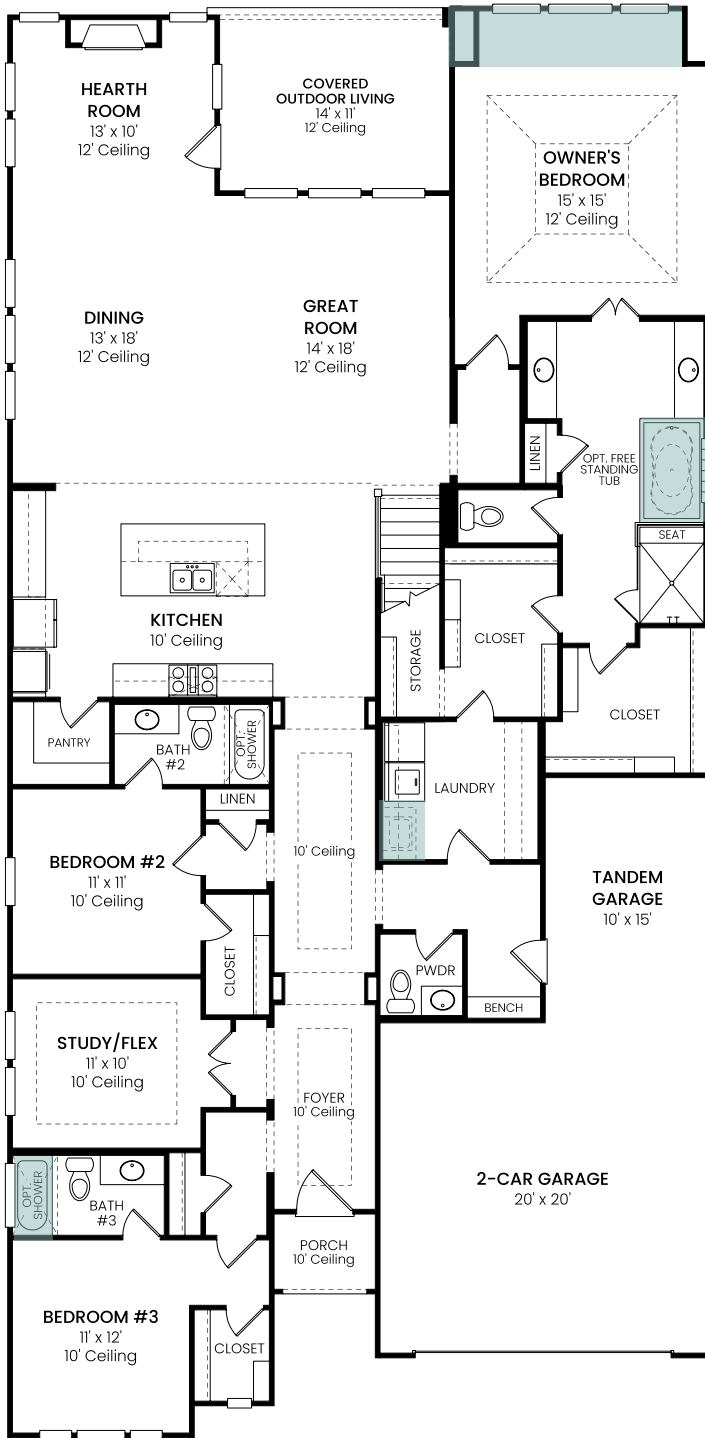 HEARTH
ROOM
13' x 10'
12' Ceiling
COVERED
OUTDOOR LIVING
14' x 11'
12' Ceiling
OWNER'S
BEDROOM
15' x 15'
12' Ceiling
DINING
13' x 18'
12' Ceiling
GREAT
ROOM
14' x 18'
12' Ceiling
LINEN
OPT. FREE
STANDING
TUB
SEAT
KITCHEN
10' Ceiling
STORAGE
CLOSET
CLOSET
PANTRY
BATH
#2
OPT.
SHOWER
LINEN
LAUNDRY
10' Ceiling
BEDROOM #2
11' x 11'
10' Ceiling
TANDEM
GARAGE
10' x 15'
CLOSET
PWDR
BENCH
STUDY/FLEX
11' x 10'
10' Ceiling
FOYER
10' Ceiling
OPT.
SHOWER
BATH
#3
2-CAR GARAGE
20' x 20'
PORCH
10' Ceiling
BEDROOM #3
11' x 12'
10' Ceiling
CLOSET